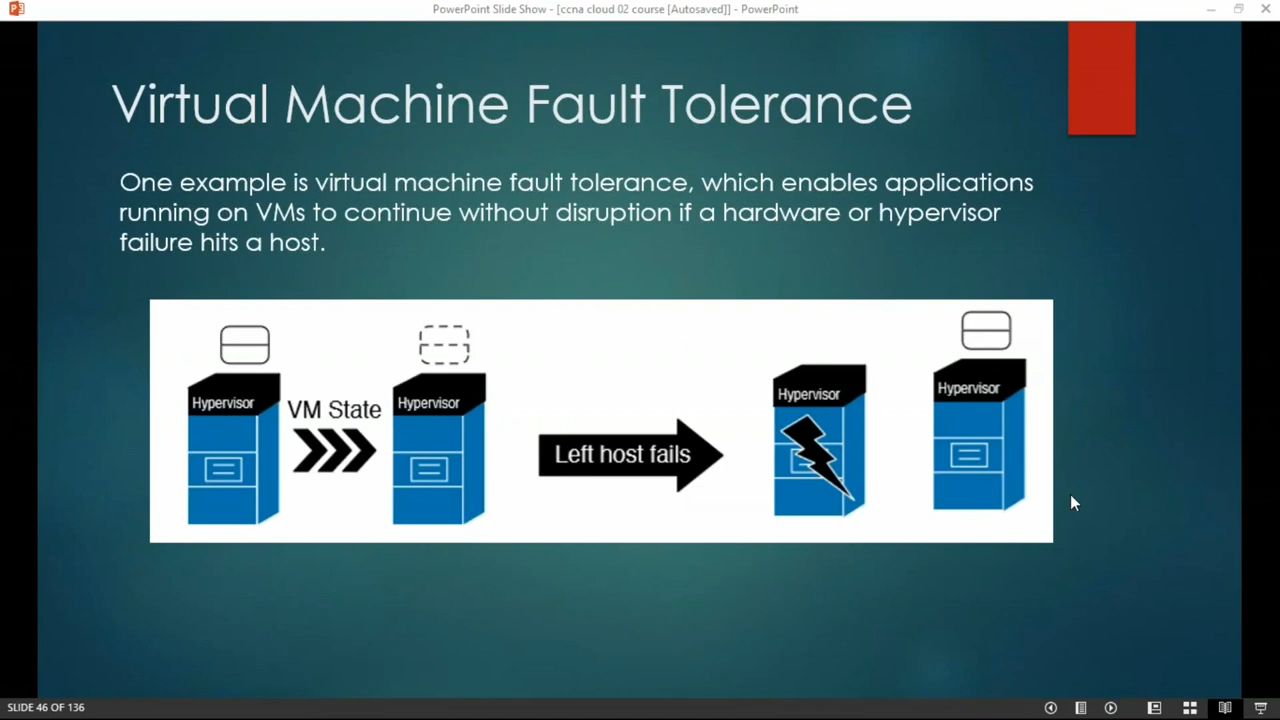 PowerPoint Slide Show - [ccna cloud 02 course [Autosaved]] - PowerPoint
Virtual Machine Fault Tolerance
One example is virtual machine fault tolerance, which enables applications
running on VMs to continue without disruption if a hardware or hypervisor
failure hits a host.
Hypervisor
VM State
Hypervisor
Left host fails
Hypervisor
Hypervisor
SLIDE 46 OF 136